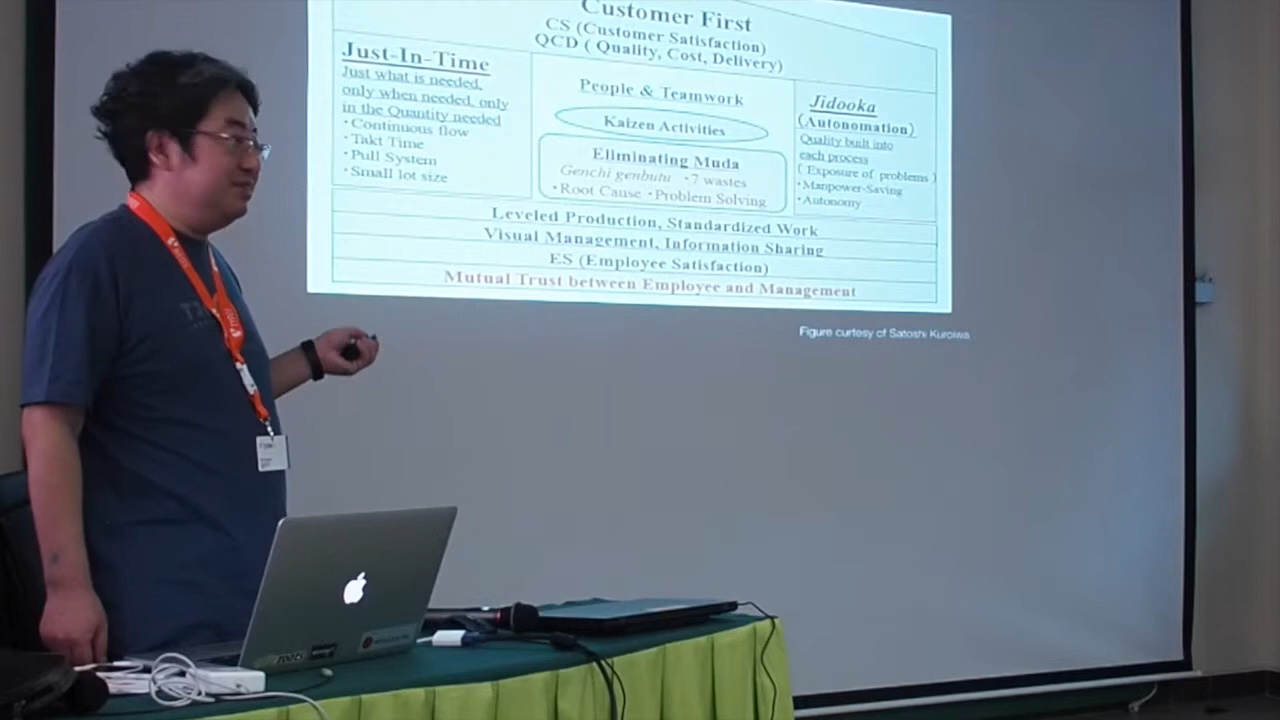 Customer First
CS (Customer Satisfaction)
QCD ( Quality, Cost, Delivery)
Just-In-Time
Just what is needed,
only when needed, only
in the Quantity needed
・Continuous flow
・Takt Time
・Pull System
・Small lot size
People & Teamwork
Kaizen Activities
Eliminating Muda
Genchi genbutu ・7 wastes
・Root Cause ・Problem Solving
Jidooka
(Autonomation)
Quality built into
each process
( Exposure of problems )
・Manpower-Saving
・Autonomy
Leveled Production, Standardized Work
Visual Management, Information Sharing
ES (Employee Satisfaction)
Mutual Trust between Employee and Management
Figure curtesy of Satoshi Kuroiwa